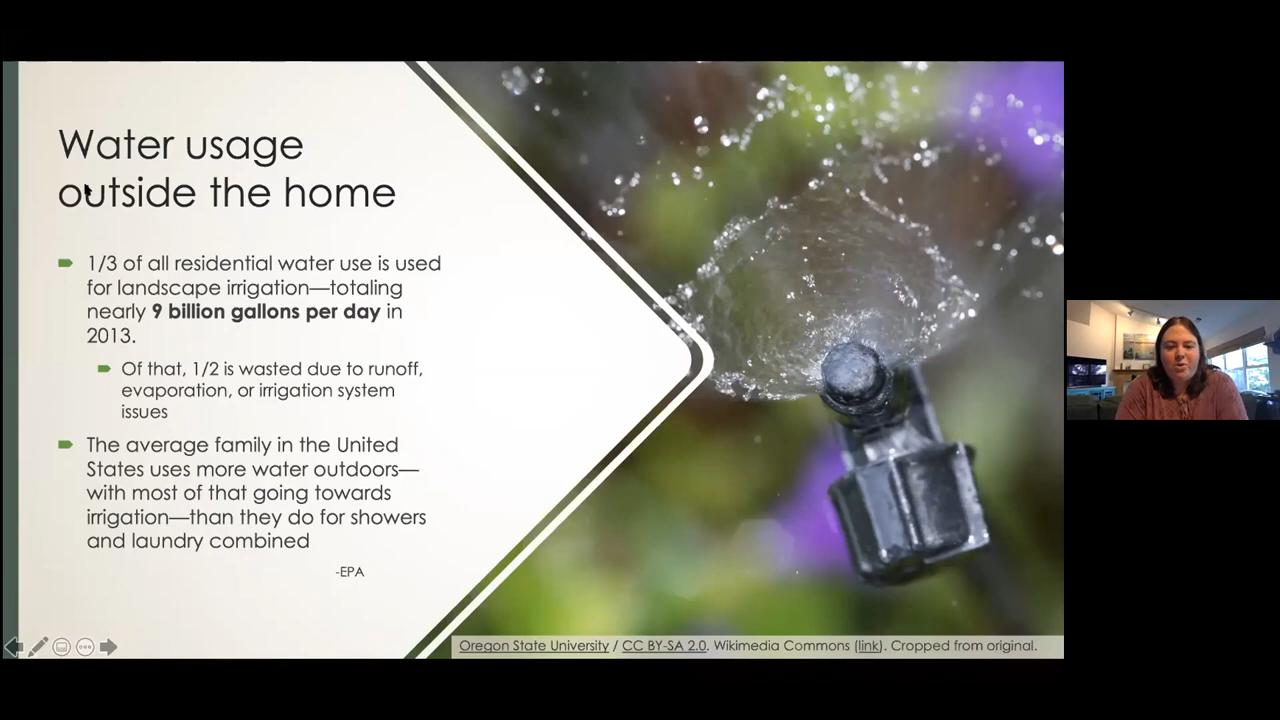 Water usage
outside the home
1/3 of all residential water use is used
for landscape irrigation—totaling
nearly 9 billion gallons per day in
2013.
Of that, 1/2 is wasted due to runoff,
evaporation, or irrigation system
issues
The average family in the United
States uses more water outdoors—
with most of that going towards
irrigation—than they do for showers
and laundry combined
-EPA
Oregon State University / CC BY-SA 2.0. Wikimedia Commons (link). Cropped from original.